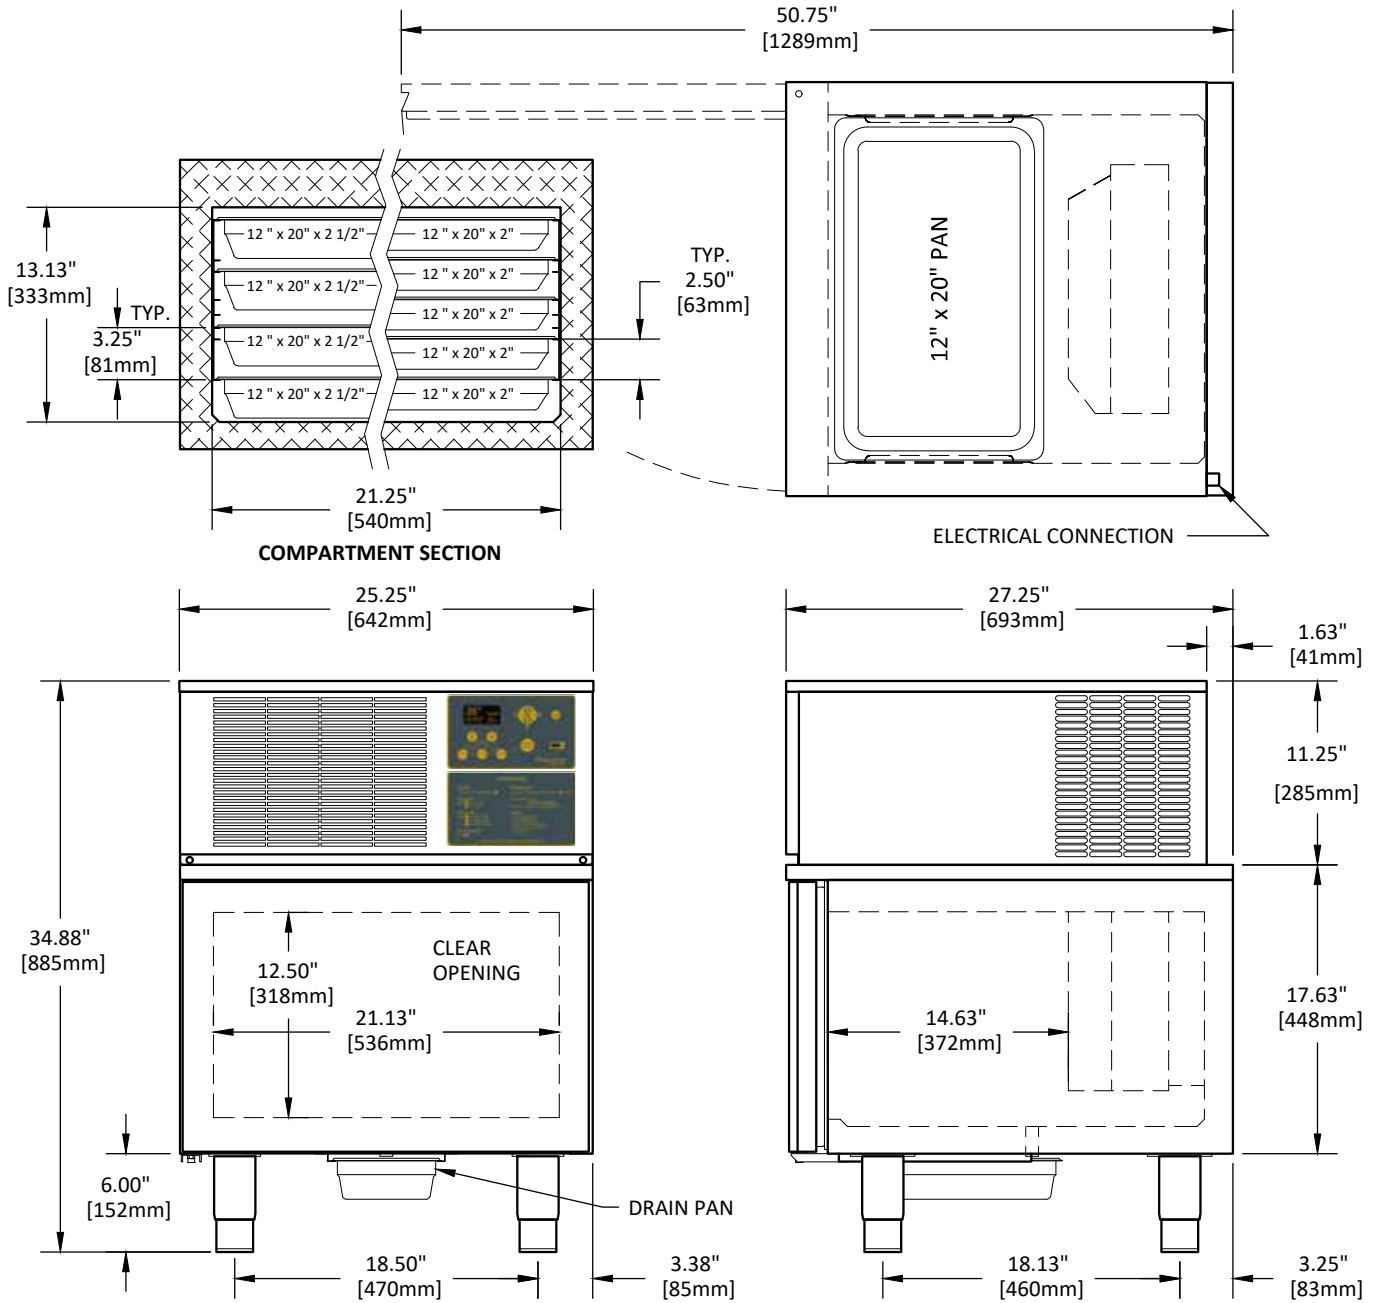 50.75"
[1289mm]
12 " x 20" x 2 1/2"
12 " x 20" x 2"
12 " x 20" x 2 1/2"
12 " x 20" x 2"
12 " x 20" x 2"
12 " x 20" x 2 1/2"
12 " x 20" x 2"
12 " x 20" x 2 1/2"
12 " x 20" x 2"
13.13"
[333mm]
TYP.
3.25"
[81mm]
TYP.
2.50"
[63mm]
12" x 20" PAN
21.25"
[540mm]
COMPARTMENT SECTION
ELECTRICAL CONNECTION
25.25"
[642mm]
27.25"
[693mm]
1.63"
[41mm]
11.25"
[285mm]
34.88"
[885mm]
CLEAR
OPENING
12.50"
[318mm]
21.13"
[536mm]
14.63"
[372mm]
17.63"
[448mm]
6.00"
[152mm]
DRAIN PAN
18.50"
[470mm]
3.38"
[85mm]
18.13"
[460mm]
3.25"
[83mm]